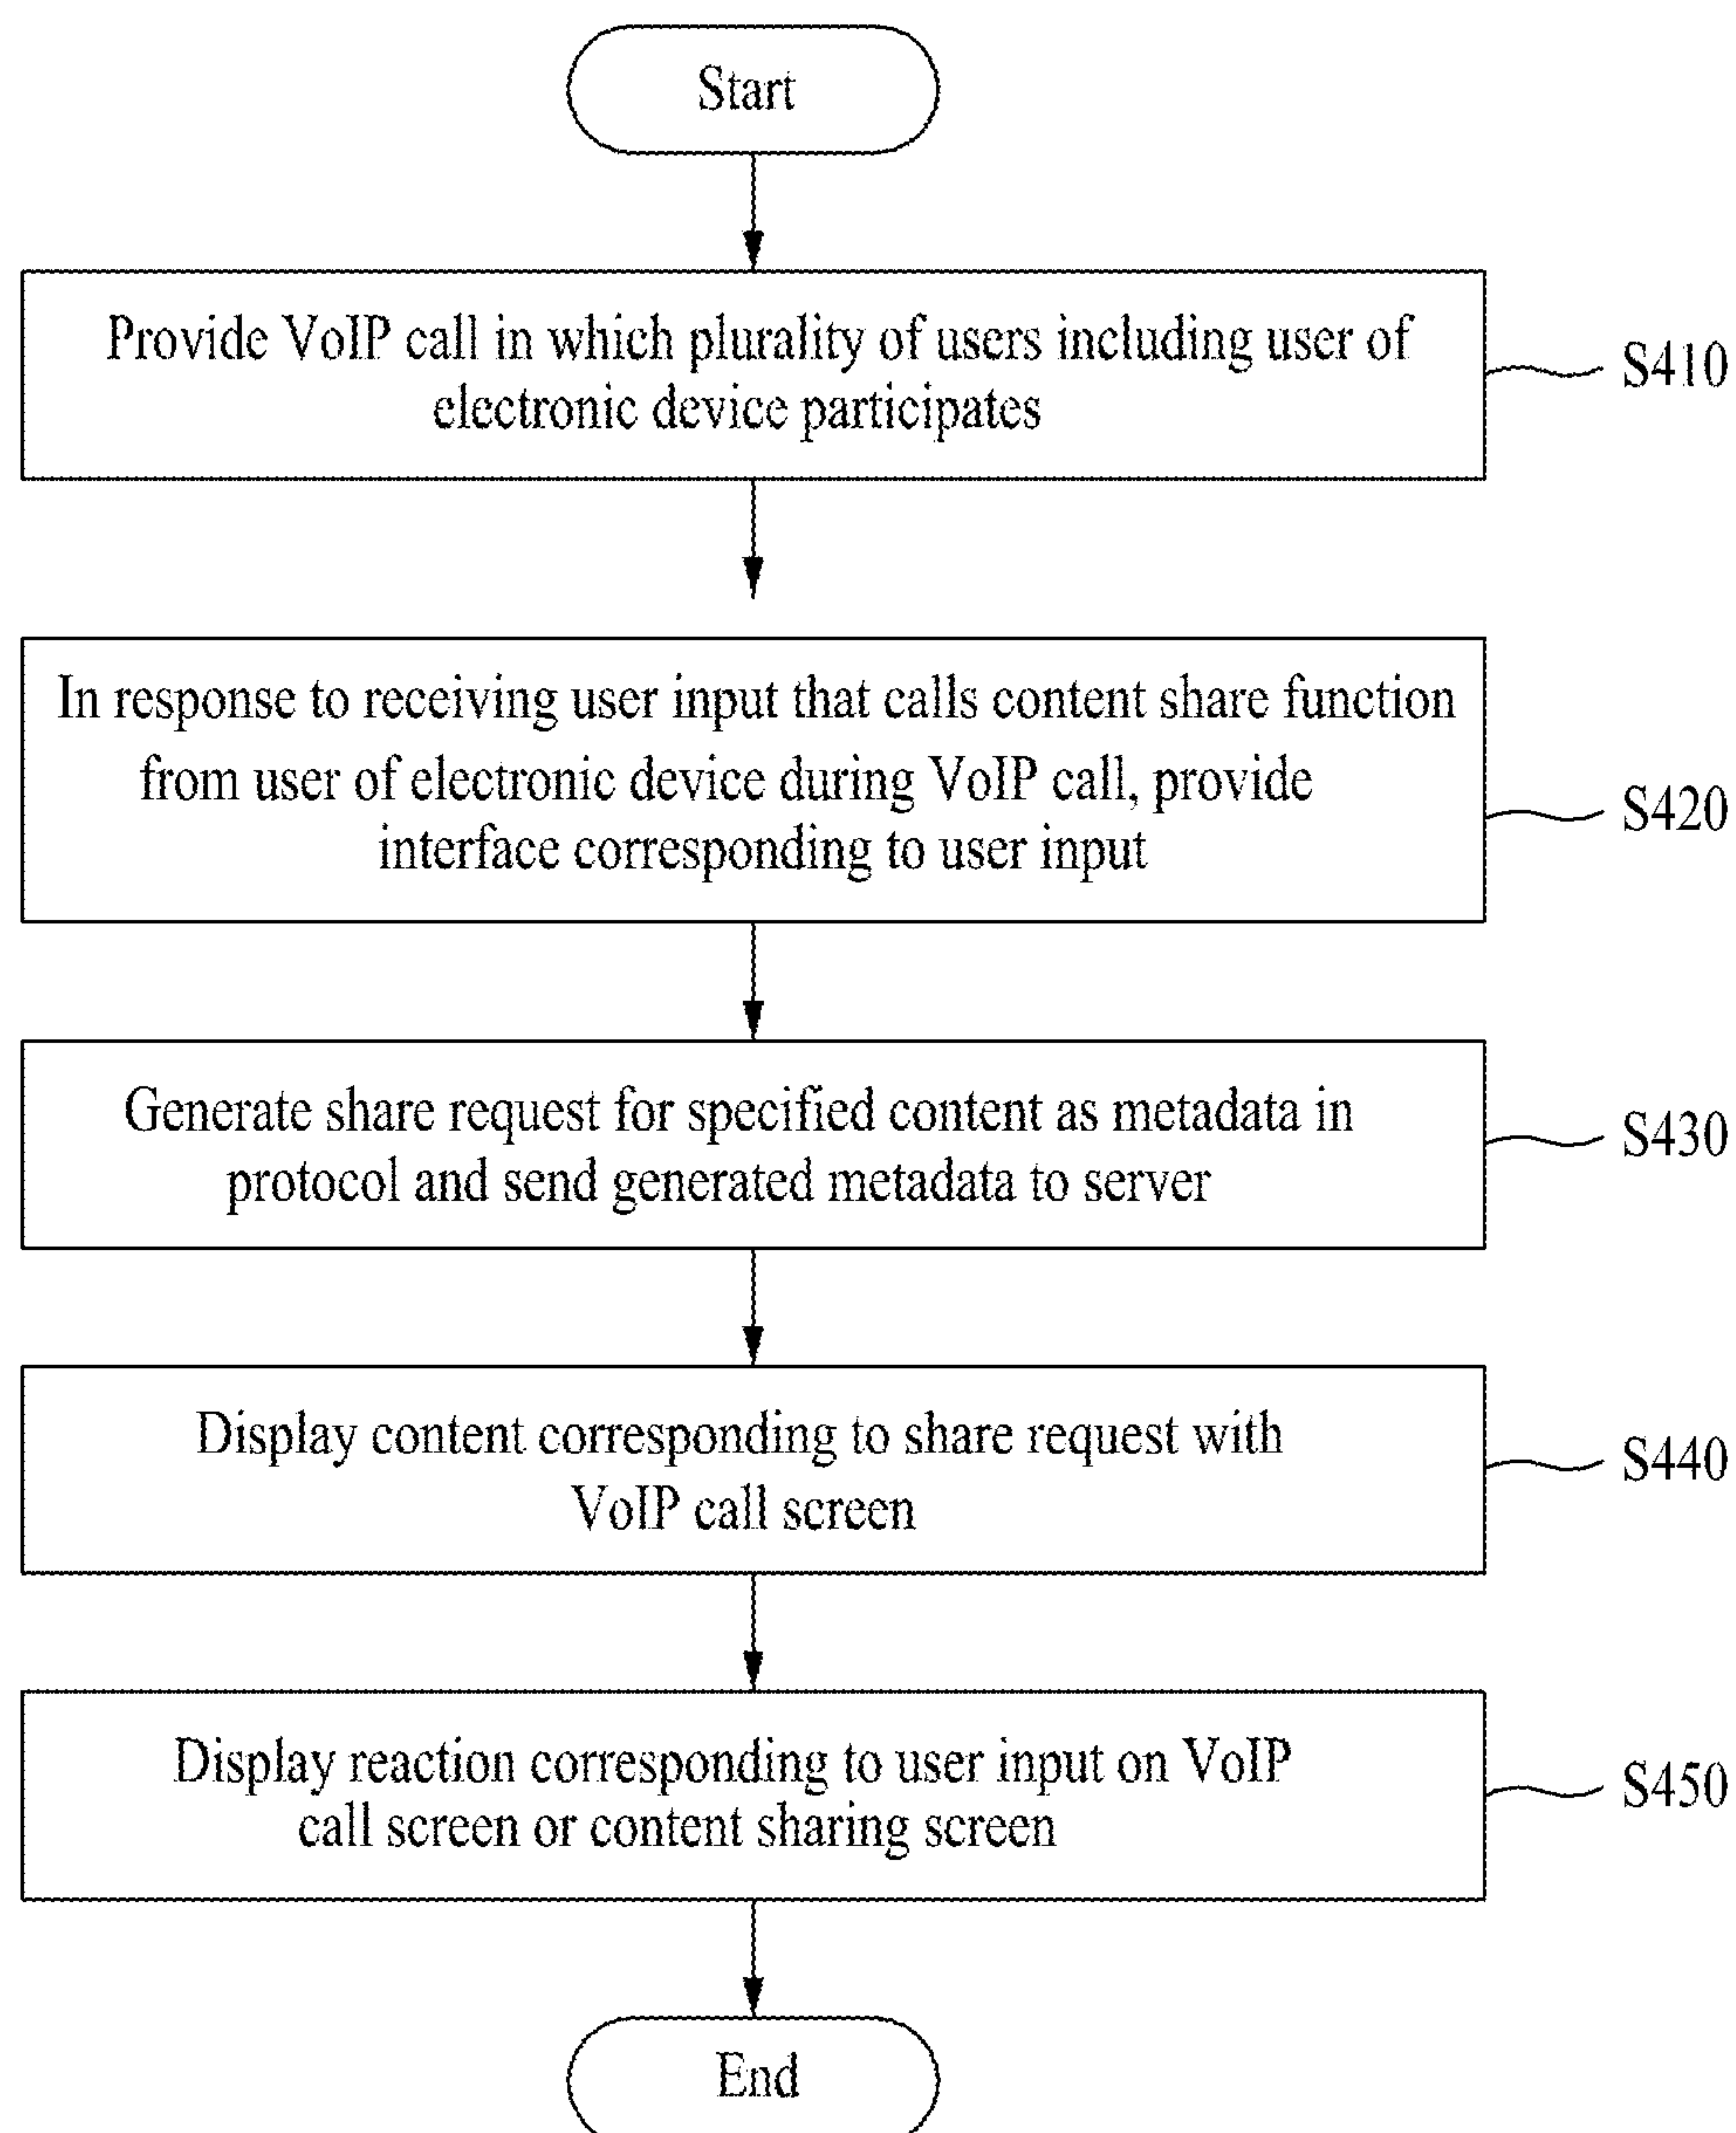 Start
Provide VoIP call in which plurality of users including user of
electronic device participates
S410
In response to receiving user input that calls content share function
from user of electronic device during VoIP call, provide
interface corresponding to user input
S420
Generate share request for specified content as metadata in
protocol and send generated metadata to server
S430
Display content corresponding to share request with
VoIP call screen
S440
Display reaction corresponding to user input on VoIP
call screen or content sharing screen
S450
End